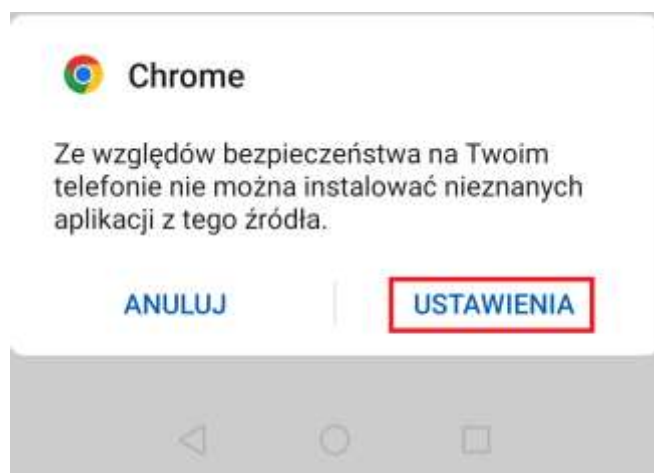 Chrome
Ze względów bezpieczeństwa na Twoim
telefonie nie można instalować nieznanych
aplikacji z tego źródła.
ANULUJ
USTAWIENIA